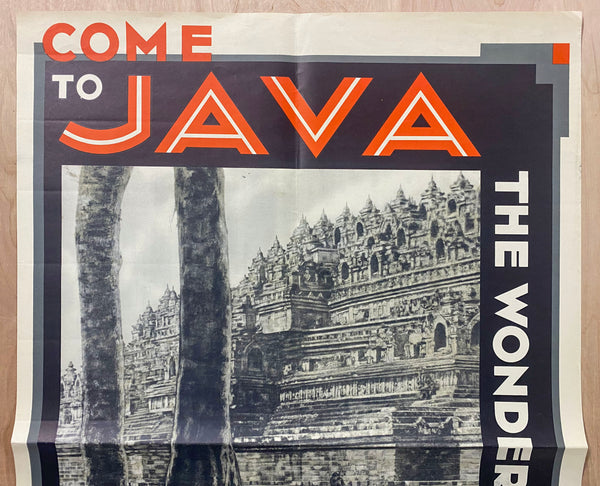 COME
TO JAVA
THE WONDER